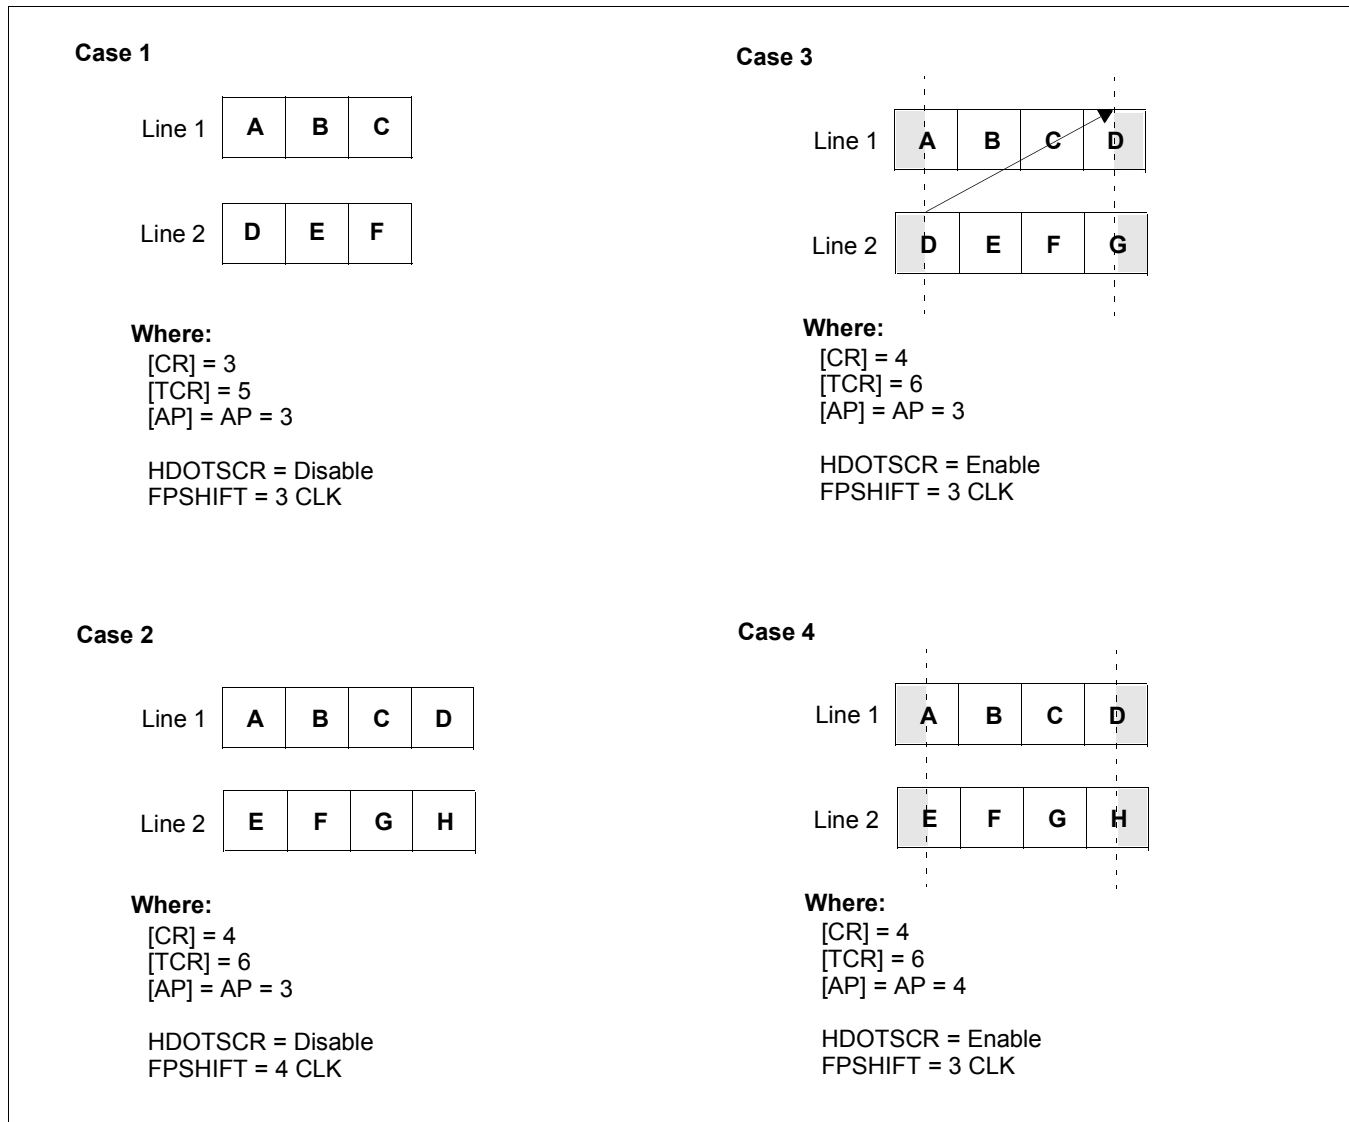 Case 1
Line 1 A B C
Line 2 D E F
Where:
[CR] = 3
[TCR] = 5
[AP] = AP = 3
HDOTSCR = Disable
FPSHIFT = 3 CLK
Case 3
Line 1 A B C D
Line 2 D E F G
Where:
[CR] = 4
[TCR] = 6
[AP] = AP = 3
HDOTSCR = Enable
FPSHIFT = 3 CLK
Case 2
Line 1 A B C D
Line 2 E F G H
Where:
[CR] = 4
[TCR] = 6
[AP] = AP = 3
HDOTSCR = Disable
FPSHIFT = 4 CLK
Case 4
Line 1 A B C D
Line 2 E F G H
Where:
[CR] = 4
[TCR] = 6
[AP] = AP = 4
HDOTSCR = Enable
FPSHIFT = 3 CLK